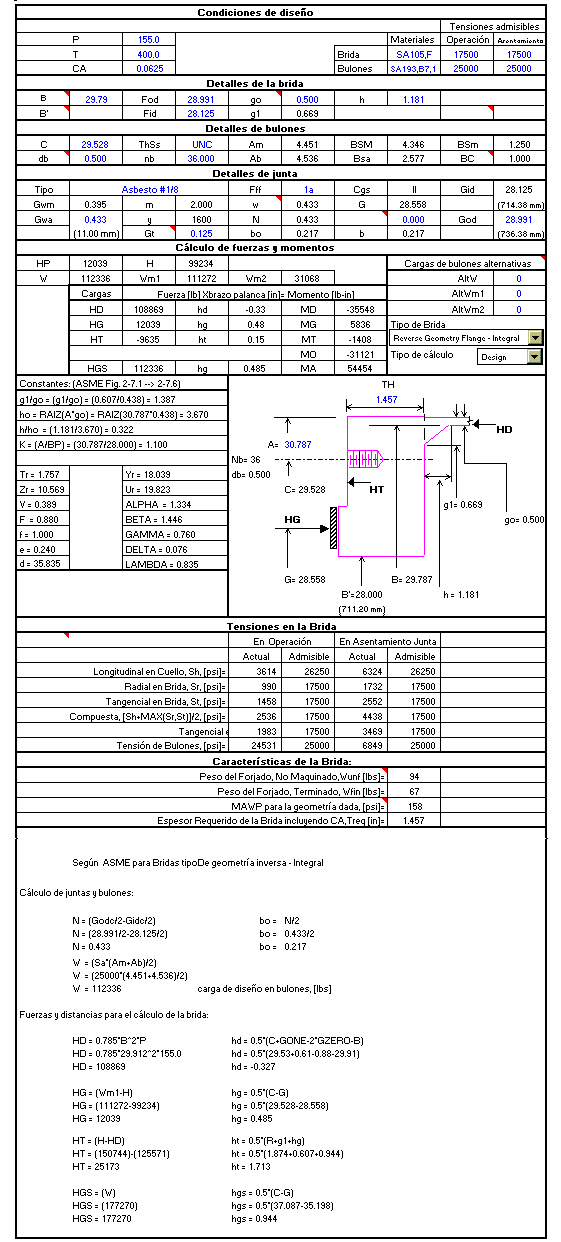 Condiciones de diseño
Tensiones admisibles
P 155.0 Materiales Operación Asentamiento
T 400.0 Brida SA105,F 17500 17500
CA 0.0625 Bulones SA193,B7,1 25000 25000
Detalles de la brida
B 29.79 Fod 28.991 go 0.500 h 1.181
B' Fid 28.125 g1 0.669
Detalles de bulones
C 29.528 ThSs UNC Am 4.451 BSM 4.346 BSm 1.250
db 0.500 nb 36.000 Ab 4.536 Bsa 2.577 BC 1.000
Detalles de junta
Tipo Asbesto #1/8 Fff 1a Cgs II Gid 28.125
Gwm 0.395 m 2.000 w 0.433 G 28.558 (714.38 mm)
Gwa 0.433 y 1600 N 0.433 0.000 God 28.991
(11.00 mm) Gt 0.125 bo 0.217 b 0.217 (736.38 mm)
Cálculo de fuerzas y momentos
HP 12039 H 99234 Cargas de bulones alternativas
W 112336 Wm1 111272 Wm2 31068 AltW 0
Cargas Fuerza [lb] Xbrazo palanca [in]= Momento [lb-in] AltWm1 0
HD 108869 hd -0.33 MD -35548 AltWm2 0
HG 12039 hg 0.48 MG 5836 Tipo de Brida
HT -9635 ht 0.15 MT -1408 Reverse Geometry Flange - Integral
MO -31121 Tipo de cálculo Design
HGS 112336 hg 0.485 MA 54454
Constantes: (ASME Fig. 2-7.1 --> 2-7.6)
g1/go = (g1/go) = (0.607/0.438) = 1.387
ho = RAIZ(A*go) = RAIZ(30.787*0.438) = 3.670
h/ho = (1.181/3.670) = 0.322
K = (A/BP) = (30.787/28.000) = 1.100
Tr = 1.757 Yr = 18.039
Zr = 10.569 Ur = 19.823
V = 0.389 ALPHA = 1.334
F = 0.880 BETA = 1.446
f = 1.000 GAMMA = 0.760
e = 0.240 DELTA = 0.076
d = 35.835 LAMBDA = 0.835
TH
1.457
HD
A= 30.787
Nb= 36
db= 0.500
C= 29.528
HT
g1= 0.669
go= 0.500
HG
G= 28.558
B= 29.787
B'= 28.000
(711.20 mm)
h = 1.181
Tensiones en la Brida
En Operación En Asentamiento Junta
Actual Admisible Actual Admisible
Longitudinal en Cuello, Sh, [psi]= 3614 26250 6324 26250
Radial en Brida, Sr, [psi]= 990 17500 1732 17500
Tangencial en Brida, St, [psi]= 1458 17500 2552 17500
Compuesta, [Sh+MAX(Sr,St)]/2, [psi]= 2536 17500 4438 17500
Tangencial e 1983 17500 3469 17500
Tensión de Bulones, [psi]= 24531 25000 6849 25000
Características de la Brida:
Peso del Forjado, No Maquinado,Wunf [lbs]= 94
Peso del Forjado, Terminado, Wfin [lbs]= 67
MAWP para la geometría dada, [psi]= 158
Espesor Requerido de la Brida incluyendo CA,Treq [in]= 1.457
Según ASME para Bridas tipoDe geometría inversa - Integral
Cálculo de juntas y bulones:
N = (Godc/2-Gidc/2) bo = N/2
N = (28.991/2-28.125/2) bo = 0.433/2
N = 0.433 bo = 0.217
W = (Sa*(Am+Ab)/2)
W = (25000*(4.451+4.536)/2)
W = 112336 carga de diseño en bulones, [lbs]
Fuerzas y distancias para el cálculo de la brida:
HD = 0.785*B^2*P hd = 0.5*(C+GONE-2*GZERO-B)
HD = 0.785*29.912^2*155.0 hd = 0.5*(29.53+0.61-0.88-29.91)
HD = 108869 hd = -0.327
HG = (Wm1-H) hg = 0.5*(C-G)
HG = (111272-99234) hg = 0.5*(29.528-28.558)
HG = 12039 hg = 0.485
HT = (H-HD) ht = 0.5*(R+g1+hg)
HT = (150744)-(125571) ht = 0.5*(1.874+0.607+0.944)
HT = 25173 ht = 1.713
HGS = (W) hgs = 0.5*(C-G)
HGS = (177270) hgs = 0.5*(37.087-35.198)
HGS = 177270 hgs = 0.944